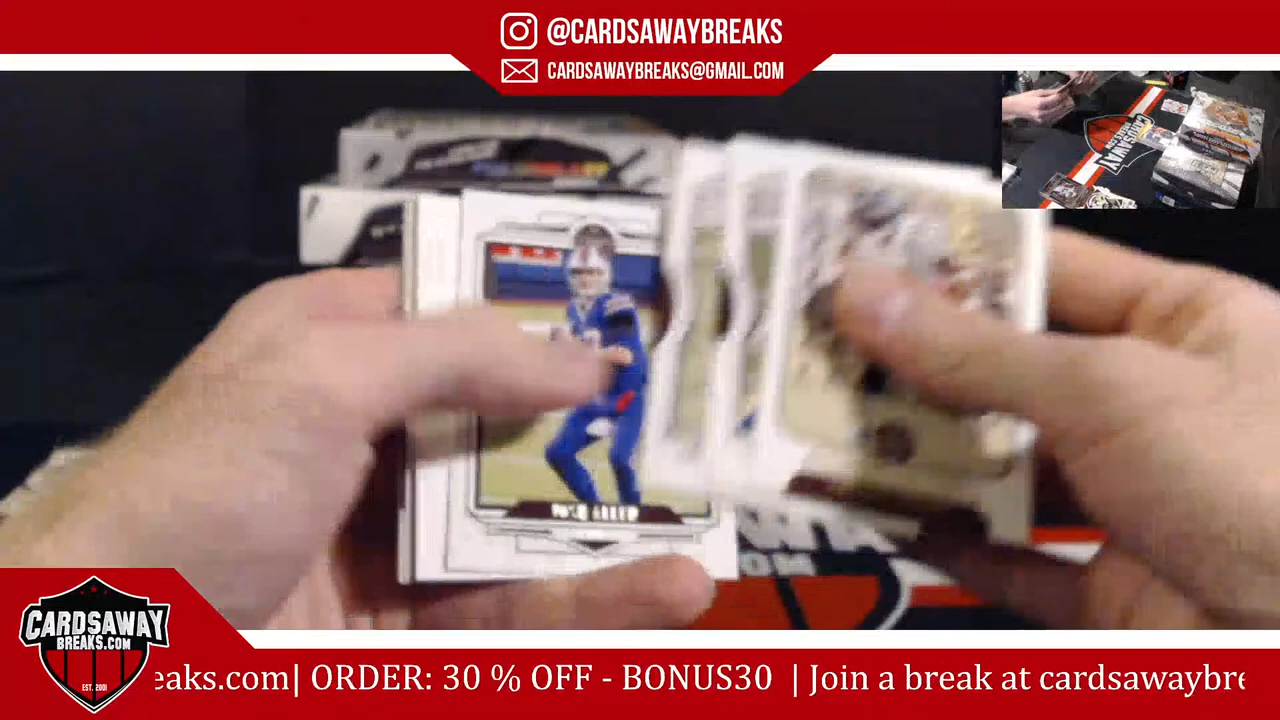 @CARDSAWAYBREAKS
CARDSAWAYBREAKS@GMAIL.COM
CARDSAWAY
BREAKS.COM
EST. 2001
eaks.com| ORDER: 30 % OFF - BONUS30 | Join a break at cardsawaybre